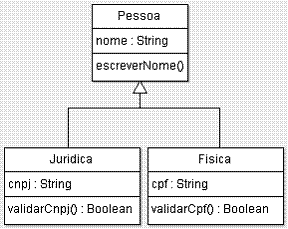 Pessoa
nome : String
escreverNome()
Juridica
cnpj : String
validarCnpj() : Boolean
Fisica
cpf : String
validarCpf() : Boolean